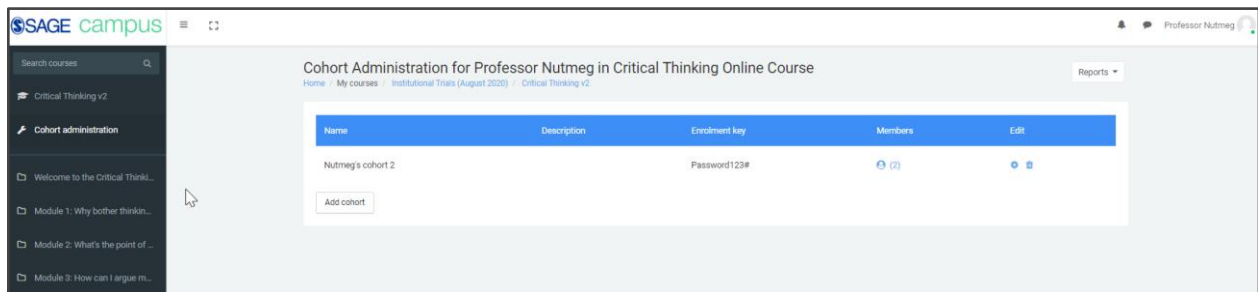 SAGE campus
Professor Nutmeg
Search courses
Critical Thinking v2
Cohort administration
Welcome to the Critical Thinki...
Module 1: Why bother thinkin...
Module 2: What's the point of ...
Module 3: How can I argue m...
Cohort Administration for Professor Nutmeg in Critical Thinking Online Course
Home / My courses / Institutional Trials (August 2020) / Critical Thinking v2
Reports
Name Description Enrolment key Members Edit
Nutmeg's cohort 2 Password123# (2)
Add cohort